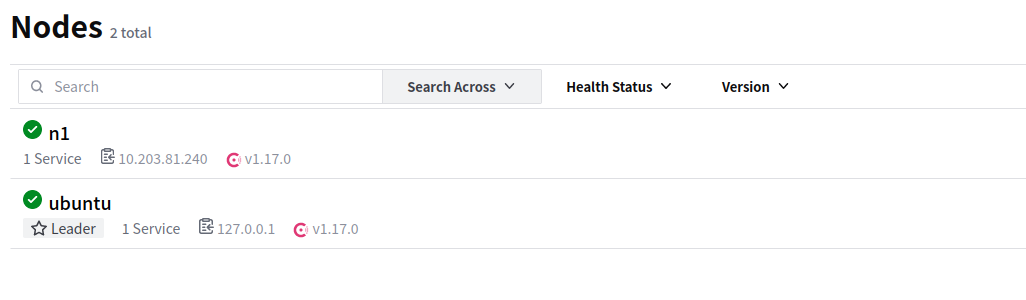 Nodes 2 total
Search Search Across Health Status Version
n1
1 Service 10.203.81.240 v1.17.0
ubuntu
Leader 1 Service 127.0.0.1 v1.17.0